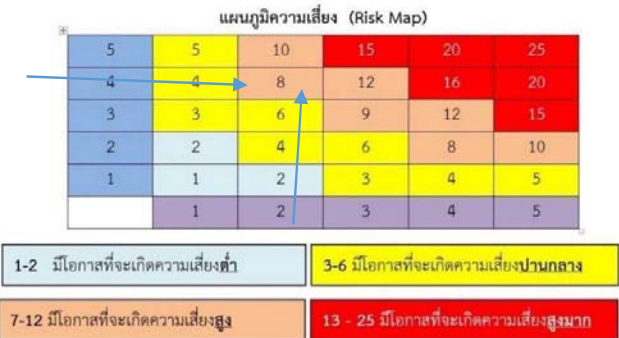 แผนภูมิความเสี่ยง (Risk Map)
5 5 10 15 20 25
4 4 8 12 16 20
3 3 6 9 12 15
2 2 4 6 8 10
1 1 2 3 4 5
1 2 3 4 5
1-2 มีโอกาสที่จะเกิดความเสี่ยงต่ำ
3-6 มีโอกาสที่จะเกิดความเสี่ยงปานกลาง
7-12 มีโอกาสที่จะเกิดความเสี่ยงสูง
13 - 25 มีโอกาสที่จะเกิดความเสี่ยงสูงมาก